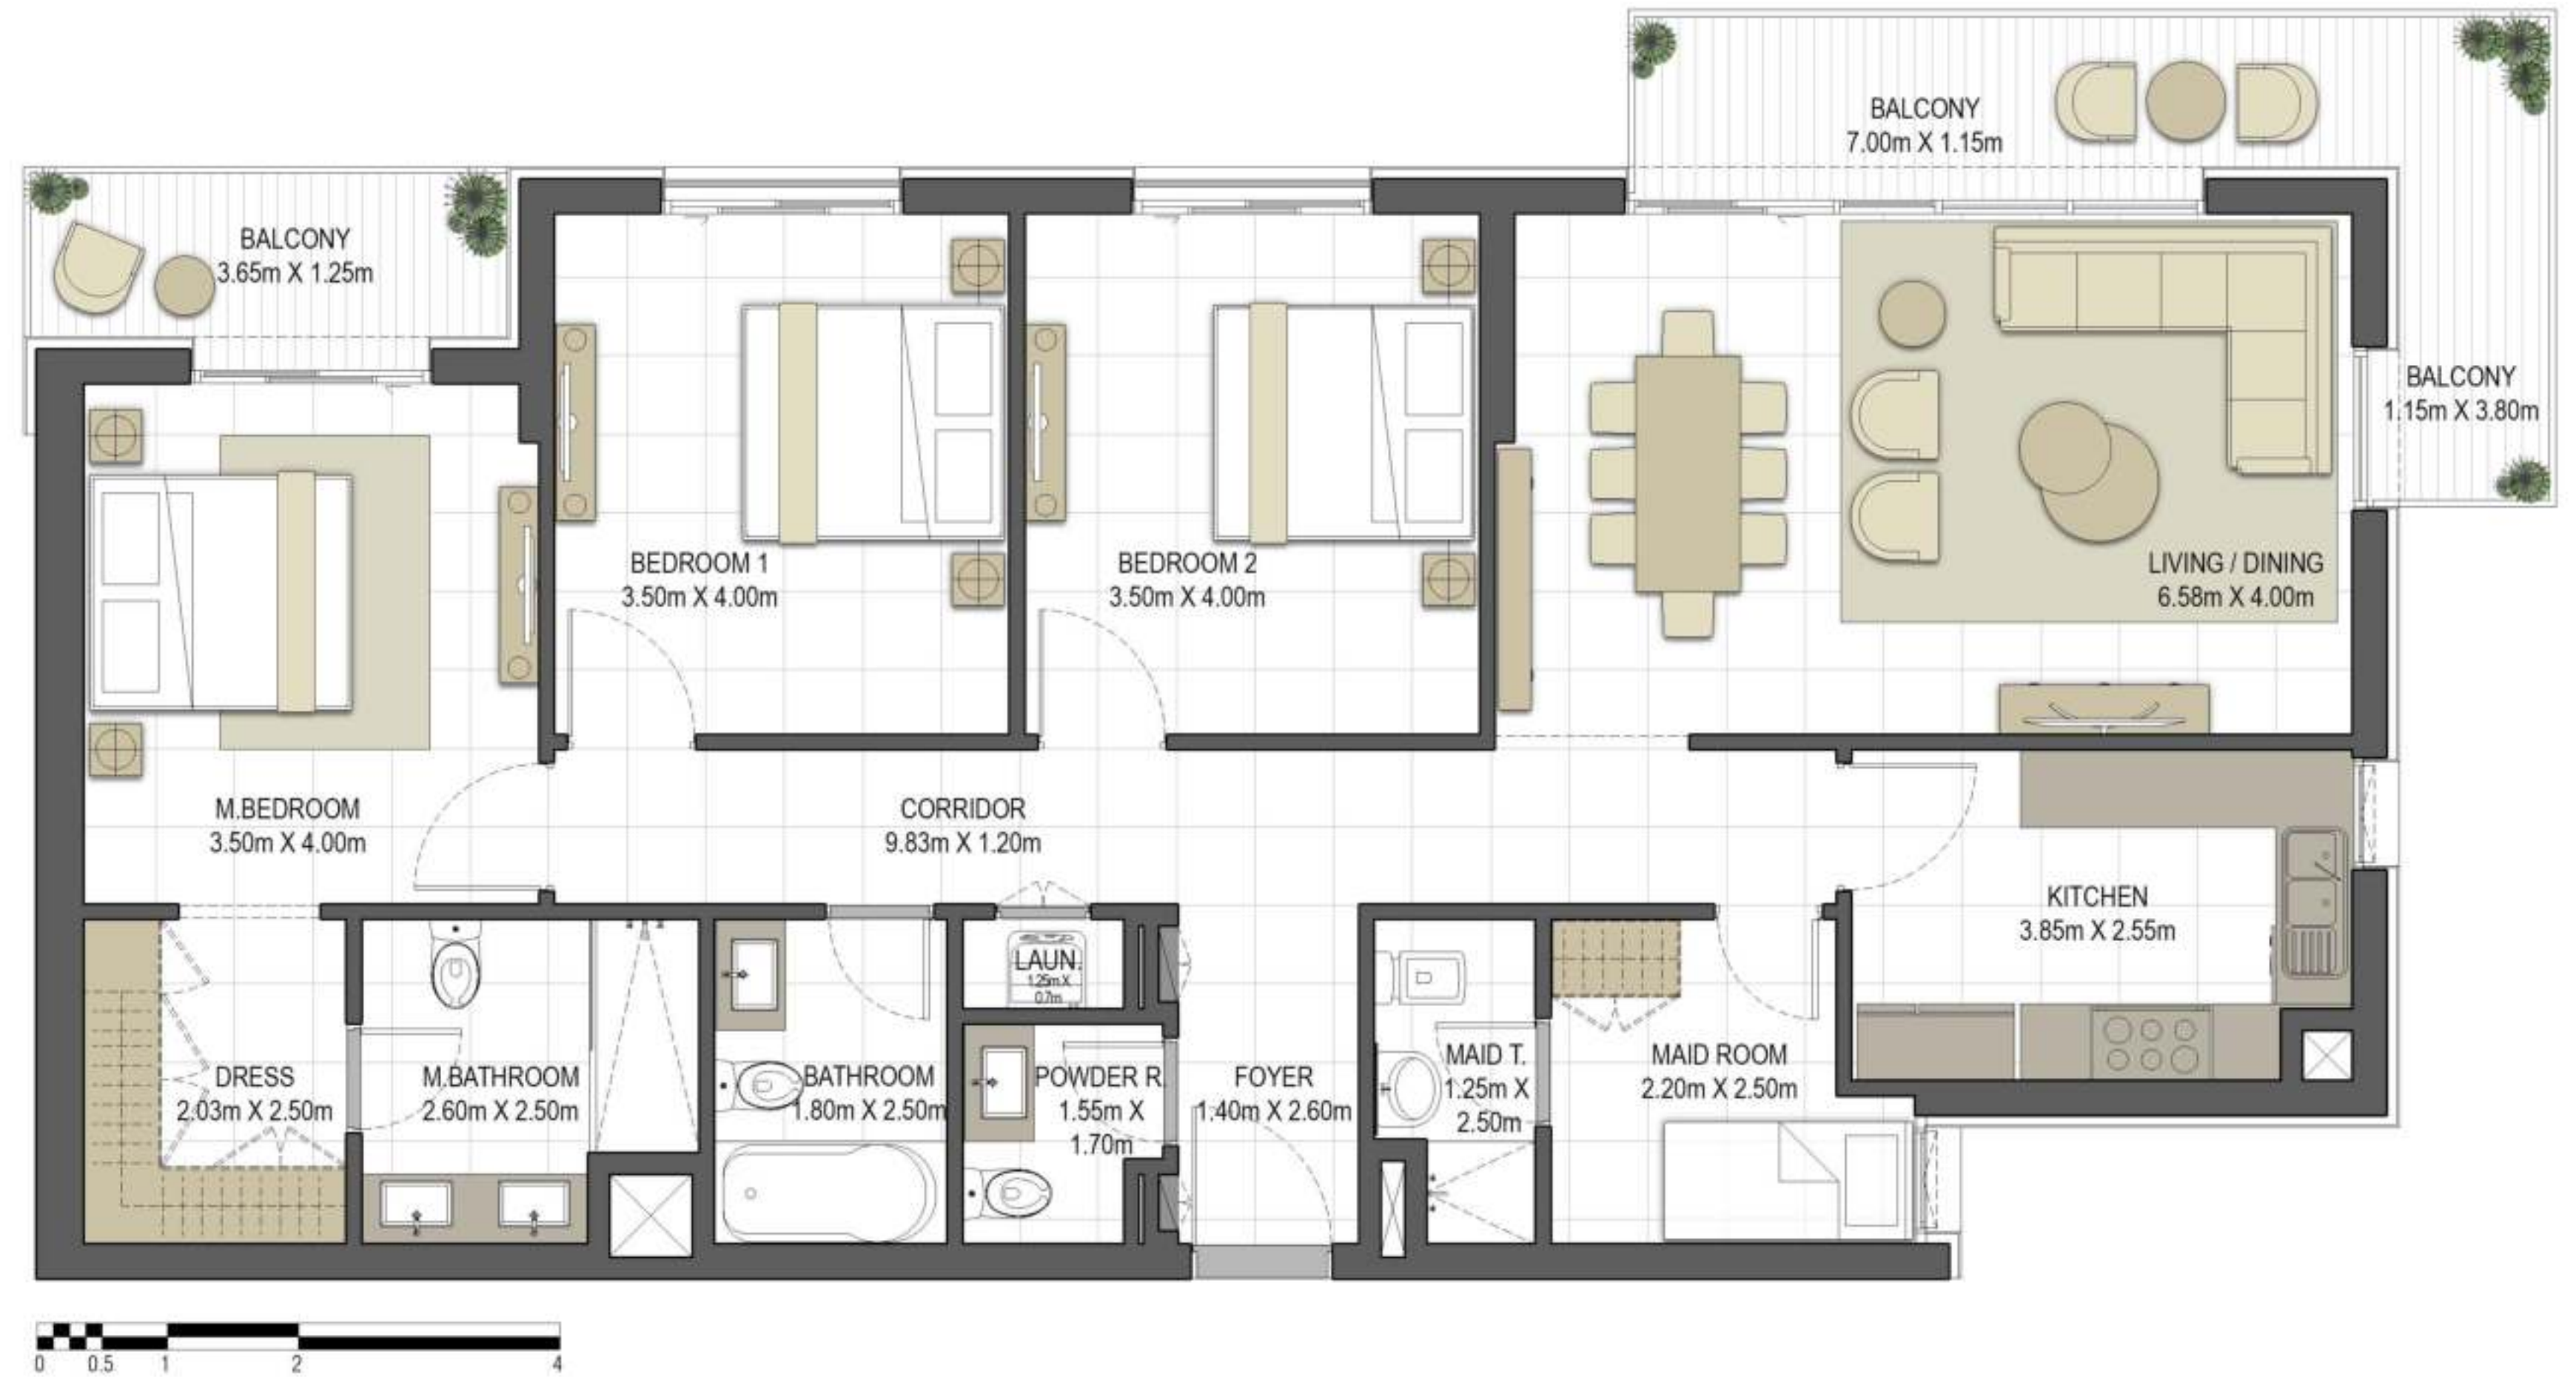 BALCONY
7.00m X 1.15m
BALCONY
3.65m X 1.25m
BALCONY
1.15m X 3.80m
BEDROOM 1
3.50m X 4.00m
BEDROOM 2
3.50m X 4.00m
LIVING / DINING
6.58m X 4.00m
M.BEDROOM
3.50m X 4.00m
CORRIDOR
9.83m X 1.20m
KITCHEN
3.85m X 2.55m
LAUN.
1.25m X
0.7m
DRESS
2.03m X 2.50m
M.BATHROOM
2.60m X 2.50m
BATHROOM
1.80m X 2.50m
POWDER R.
1.55m X
1.70m
FOYER
1.40m X 2.60m
MAID T.
1.25m X
2.50m
MAID ROOM
2.20m X 2.50m
0 0.5 1 2 4